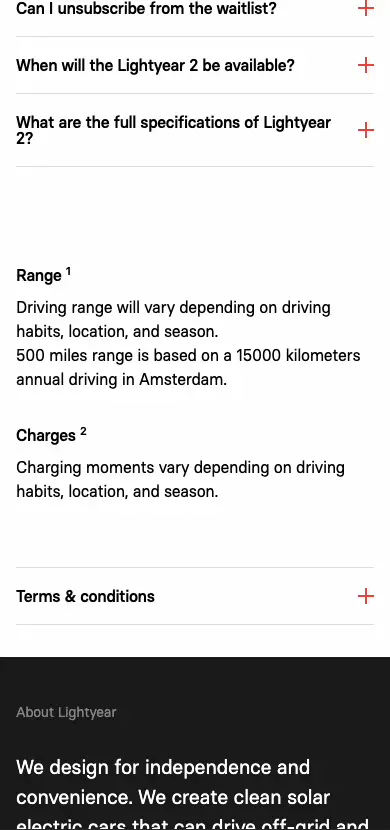 Can I unsubscribe from the waitlist?
When will the Lightyear 2 be available?
What are the full specifications of Lightyear
2?
Range 1
Driving range will vary depending on driving
habits, location, and season.
500 miles range is based on a 15000 kilometers
annual driving in Amsterdam.
Charges 2
Charging moments vary depending on driving
habits, location, and season.
Terms & conditions
About Lightyear
We design for independence and
convenience. We create clean solar
electric cars that can drive off-grid and